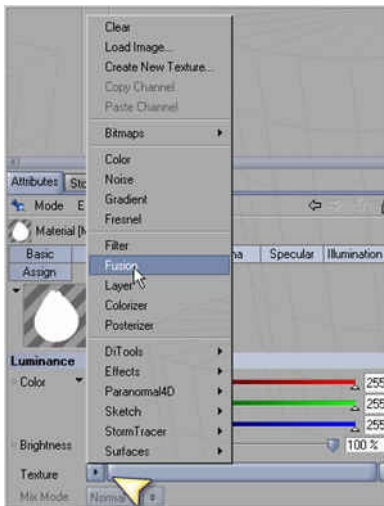 Clear
Load Image...
Create New Texture...
Copy Channel
Paste Channel
Bitmaps
Color
Noise
Gradient
Fresnel
Filter
Fusion
Layer
Colorizer
Posterizer
DiTools
Effects
Paranormal4D
Sketch
StormTracer
Surfaces
Attributes
Mode
Material
Basic
Specular Illumination
Assign
Luminance
Color
255
255
255
Brightness
100 %
Texture
Mix Mode Normal